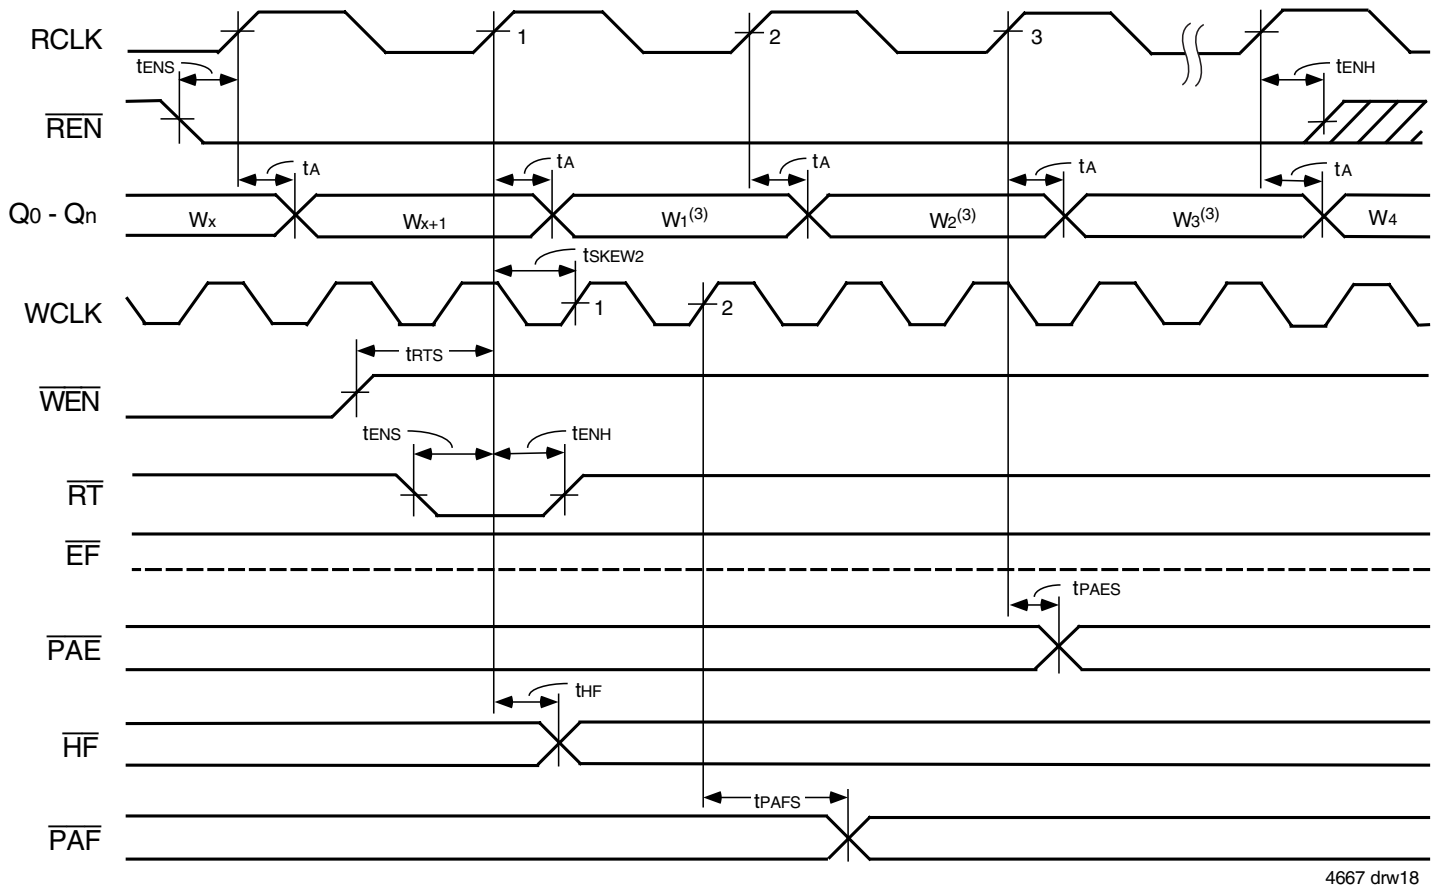 RCLK 1 2 3
tENS tENH
REN
tA tA tA tA tA
Q0 - Qn Wx Wx+1 W1(3) W2(3) W3(3) W4
tSKEW2
WCLK 1 2
tRTS
WEN
tENS tENH
RT
EF
tPAES
PAE
tHF
HF
tPAFS
PAF
4667 drw18